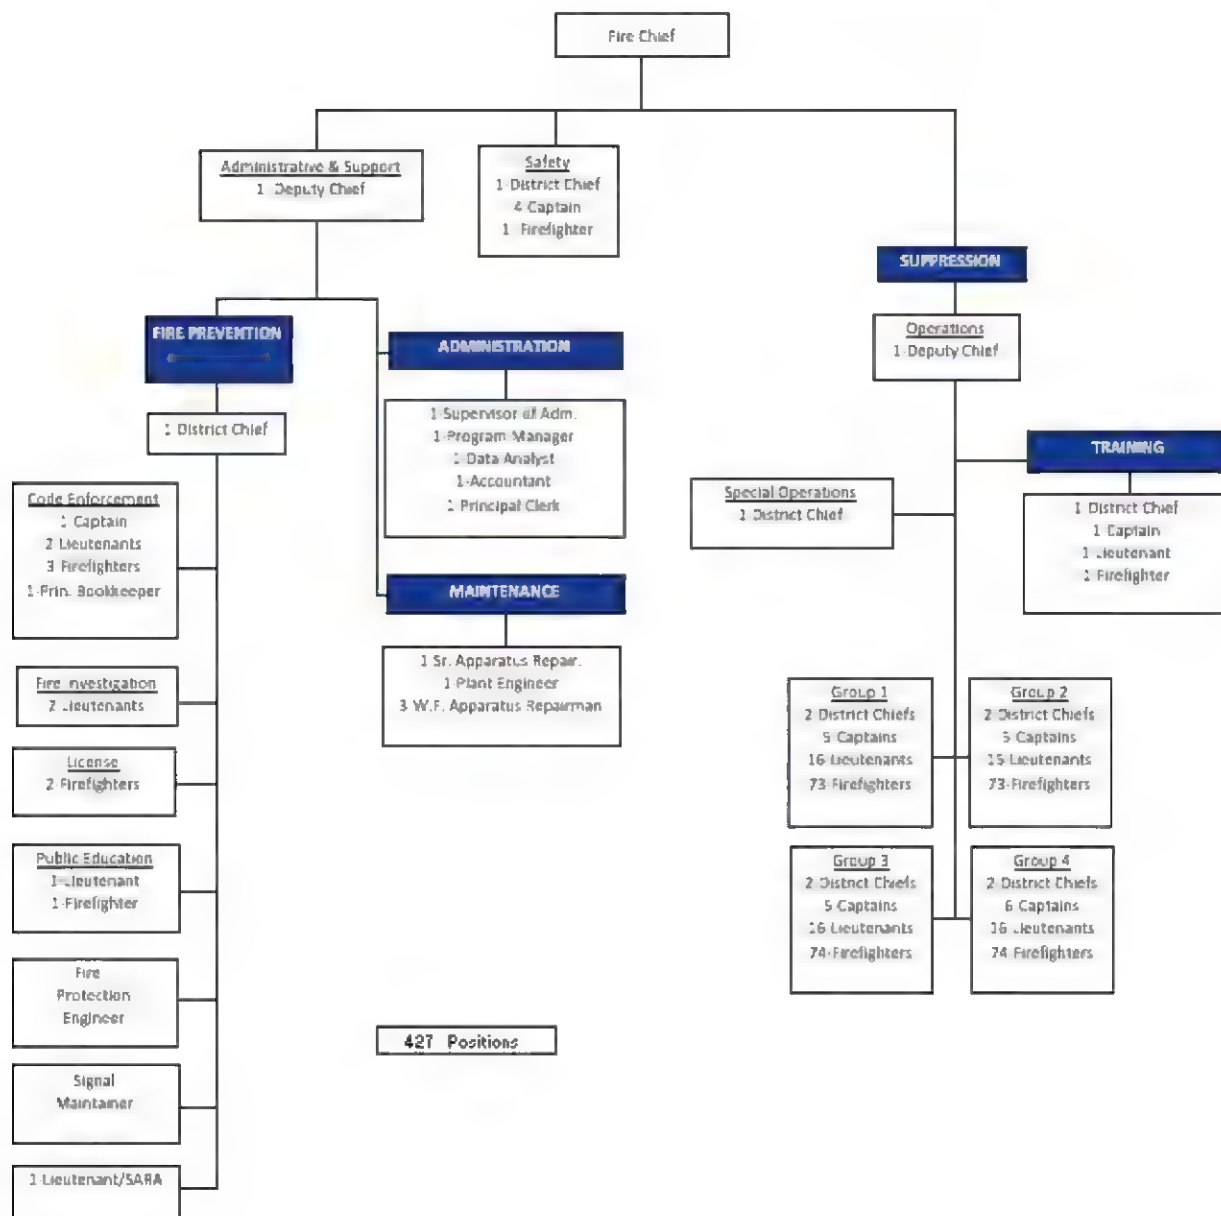 Fire Chief
Administrative & Support
1 Deputy Chief
Safety
1 District Chief
4 Captain
1 Firefighter
SUPPRESSION
Operations
1 Deputy Chief
FIRE PREVENTION
1 District Chief
ADMINISTRATION
1 Supervisor of Adm.
1 Program Manager
1 Data Analyst
1 Accountant
1 Principal Clerk
TRAINING
1 District Chief
1 Captain
1 Lieutenant
1 Firefighter
Special Operations
1 District Chief
Code Enforcement
1 Captain
2 Lieutenants
3 Firefighters
1 Prin. Bookkeeper
MAINTENANCE
1 Sr. Apparatus Repair.
1 Plant Engineer
3 W.F. Apparatus Repairman
Fire Investigation
2 Lieutenants
License
2 Firefighters
Public Education
1 Lieutenant
1 Firefighter
Fire
Protection
Engineer
Signal
Maintainer
1 Lieutenant/SARA
Group 1
2 District Chiefs
5 Captains
16 Lieutenants
73 Firefighters
Group 2
2 District Chiefs
5 Captains
15 Lieutenants
73 Firefighters
Group 3
2 District Chiefs
5 Captains
16 Lieutenants
74 Firefighters
Group 4
2 District Chiefs
6 Captains
16 Lieutenants
74 Firefighters
427 Positions